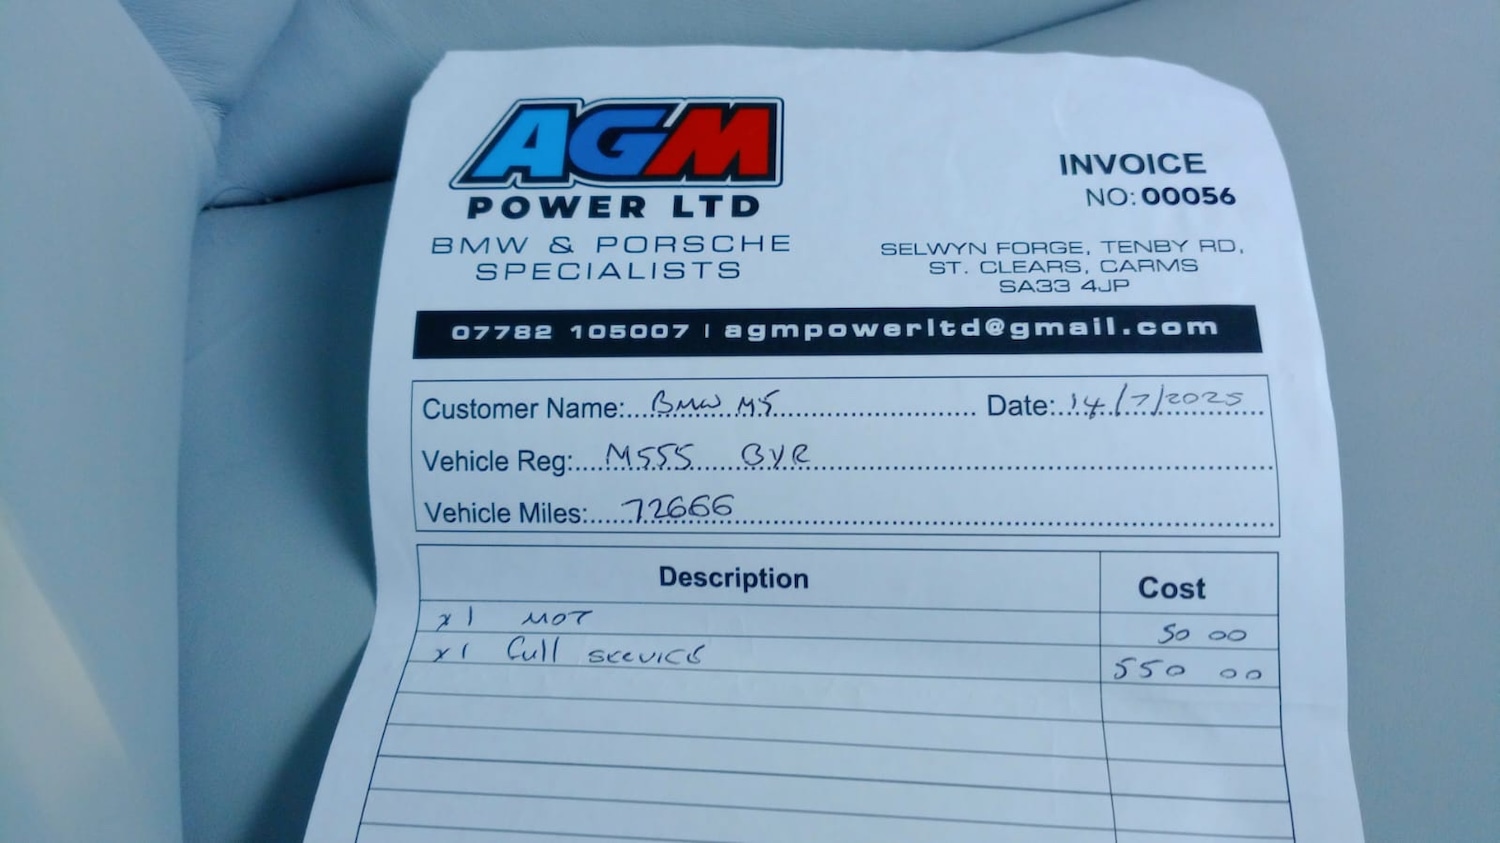 AGM
POWER LTD
BMW & PORSCHE
SPECIALISTS
INVOICE
NO: 00056
SELWYN FORGE, TENBY RD,
ST. CLEARS, CARMS
SA33 4JP
07782 105007 | agmpowerltd@gmail.com
Customer Name: BMW M5 Date: 14/7/2025
Vehicle Reg: M555 BYR
Vehicle Miles: 72666
Description Cost
x1 MOT 50 00
x1 Full service 550 00